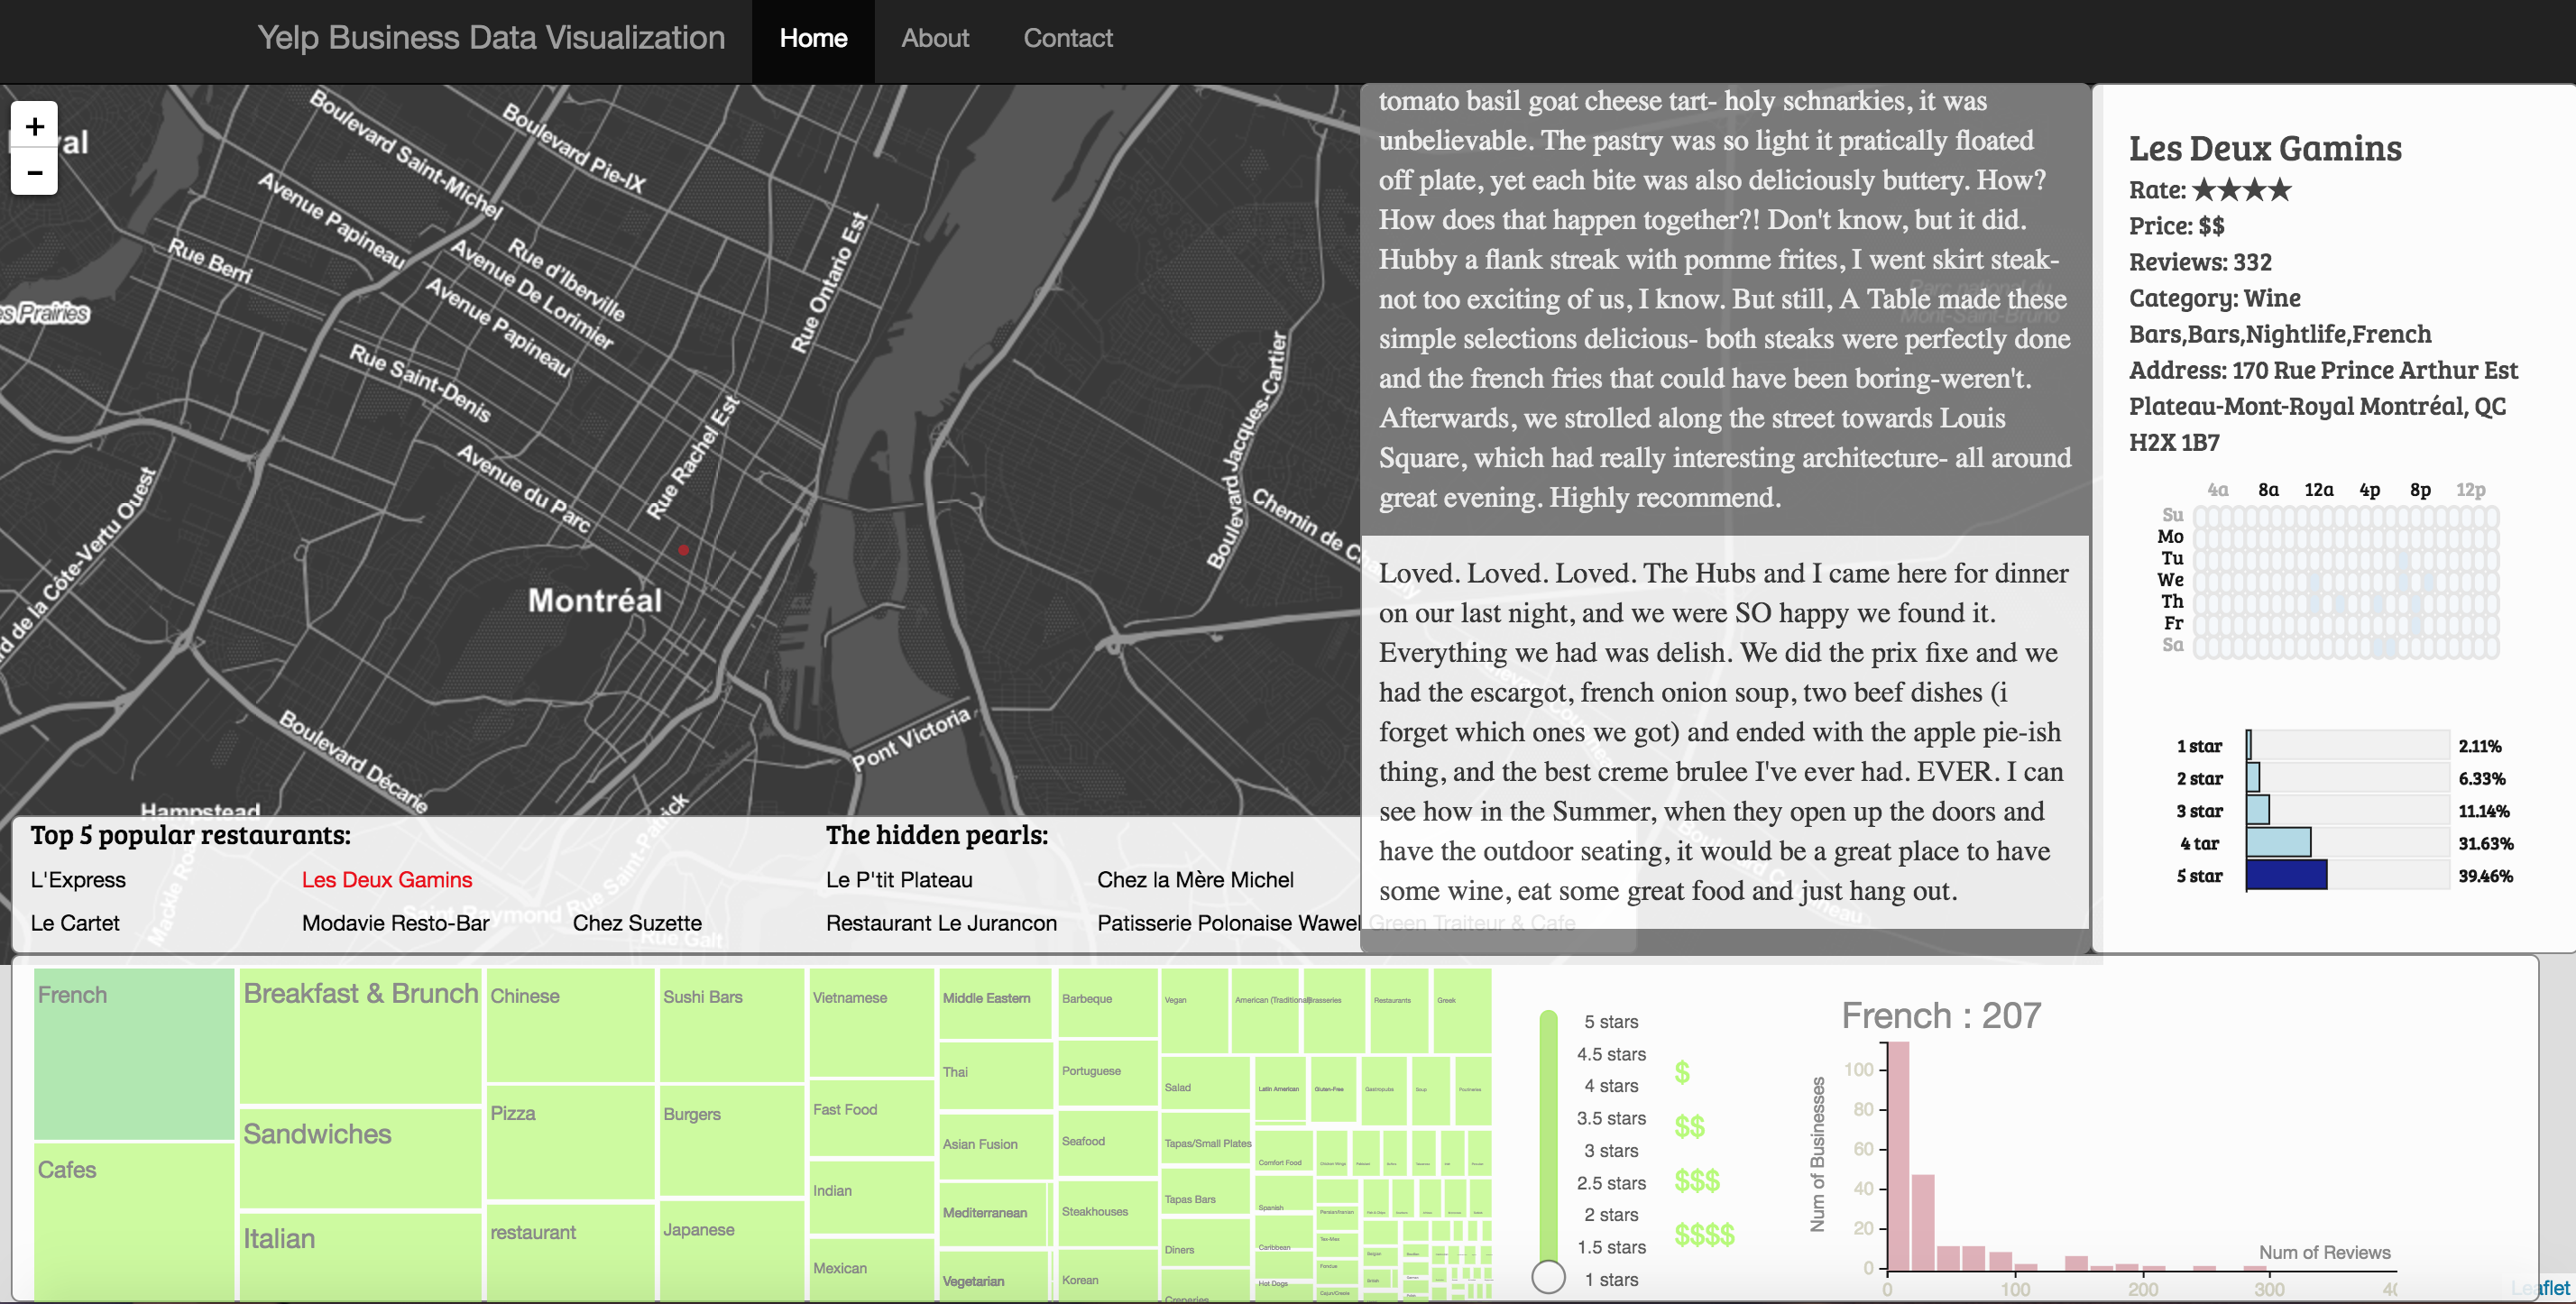 Yelp Business Data Visualization
Home
About
Contact
+
−
Boulevard Saint-Michel
Boulevard Pie-IX
Avenue Papineau
Rue Berri
Rue d'Iberville
Avenue De Lorimier
Avenue Papineau
Rue Ontario Est
es Prairies
Rue Saint-Denis
Rue Rachel Est
Avenue du Parc
Boulevard Jacques-Cartier
Montréal
Pont Victoria
Boulevard Décarie
Hampstead
tomato basil goat cheese tart- holy schnarkies, it was
unbelievable. The pastry was so light it pratically floated
off plate, yet each bite was also deliciously buttery. How?
How does that happen together?! Don't know, but it did.
Hubby a flank streak with pomme frites, I went skirt steak-
not too exciting of us, I know. But still, A Table made these
simple selections delicious- both steaks were perfectly done
and the french fries that could have been boring-weren't.
Afterwards, we strolled along the street towards Louis
Square, which had really interesting architecture- all around
great evening. Highly recommend.
Loved. Loved. Loved. The Hubs and I came here for dinner
on our last night, and we were SO happy we found it.
Everything we had was delish. We did the prix fixe and we
had the escargot, french onion soup, two beef dishes (i
forget which ones we got) and ended with the apple pie-ish
thing, and the best creme brulee I've ever had. EVER. I can
see how in the Summer, when they open up the doors and
have the outdoor seating, it would be a great place to have
some wine, eat some great food and just hang out.
Les Deux Gamins
Rate: ★★★★
Price: $$
Reviews: 332
Category: Wine
Bars,Bars,Nightlife,French
Address: 170 Rue Prince Arthur Est
Plateau-Mont-Royal Montréal, QC
H2X 1B7
4a 8a 12a 4p 8p 12p
Su
Mo
Tu
We
Th
Fr
Sa
1 star 2.11%
2 star 6.33%
3 star 11.14%
4 tar 31.63%
5 star 39.46%
Top 5 popular restaurants:
L'Express
Les Deux Gamins
Le Cartet
Modavie Resto-Bar
Chez Suzette
The hidden pearls:
Le P'tit Plateau
Chez la Mère Michel
Restaurant Le Jurancon
Patisserie Polonaise Wawel
Green Traiteur & Cafe
Rue Galt
French
Cafes
Breakfast & Brunch
Sandwiches
Italian
Chinese
Pizza
restaurant
Sushi Bars
Burgers
Japanese
Vietnamese
Fast Food
Indian
Mexican
Middle Eastern
Thai
Asian Fusion
Mediterranean
Vegetarian
Barbeque
Portuguese
Seafood
Steakhouses
Korean
Vegan
American (Traditional)
Brasseries
Restaurants
Greek
Salad
Tapas/Small Plates
Tapas Bars
Diners
Creperies
Latin American
Gluten-Free
Gastropubs
Soup
Comfort Food
Spanish
Caribbean
Hot Dogs
5 stars
4.5 stars
4 stars
3.5 stars
3 stars
2.5 stars
2 stars
1.5 stars
1 stars
$
$$
$$$
$$$$
French : 207
Num of Businesses
100
80
60
40
20
0
Num of Reviews
0 100 200 300
Leaflet